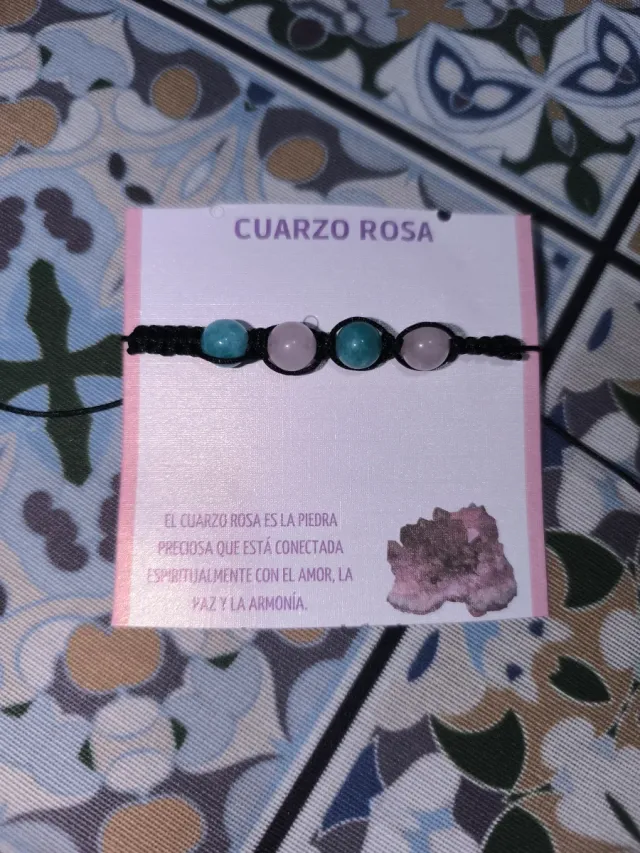 CUARZO ROSA
EL CUARZO ROSA ES LA PIEDRA
PRECIOSA QUE ESTÁ CONECTADA
ESPIRITUALMENTE CON EL AMOR, LA
PAZ Y LA ARMONÍA.